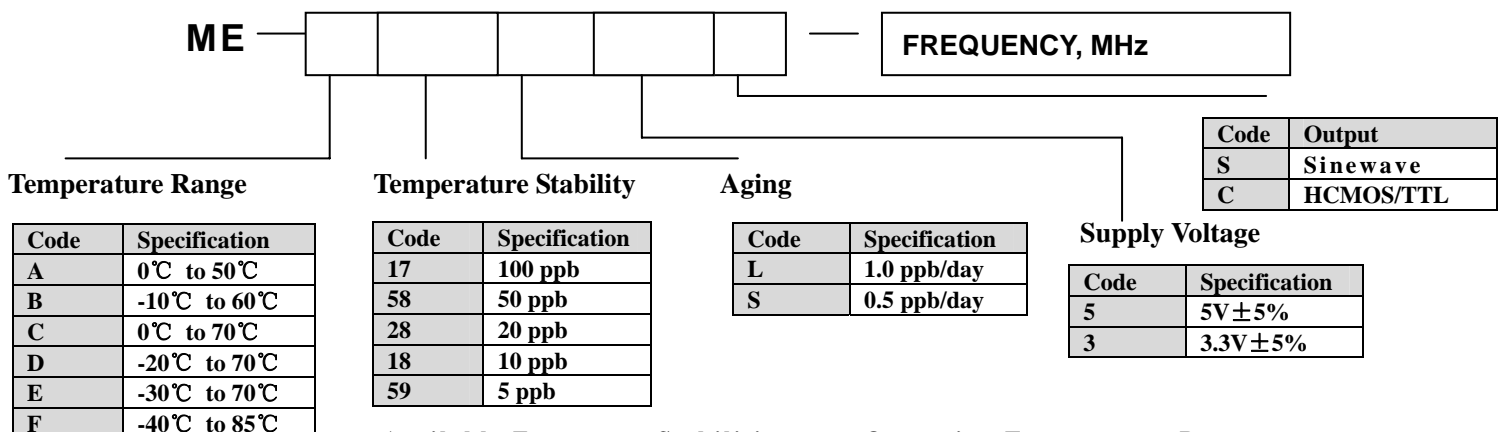 ME
FREQUENCY, MHz
Code Output
S Sinewave
C HCMOS/TTL
Temperature Range
Code Specification
A 0℃ to 50℃
B -10℃ to 60℃
C 0℃ to 70℃
D -20℃ to 70℃
E -30℃ to 70℃
F -40℃ to 85℃
Temperature Stability
Code Specification
17 100 ppb
58 50 ppb
28 20 ppb
18 10 ppb
59 5 ppb
Aging
Code Specification
L 1.0 ppb/day
S 0.5 ppb/day
Supply Voltage
Code Specification
5 5V±5%
3 3.3V±5%